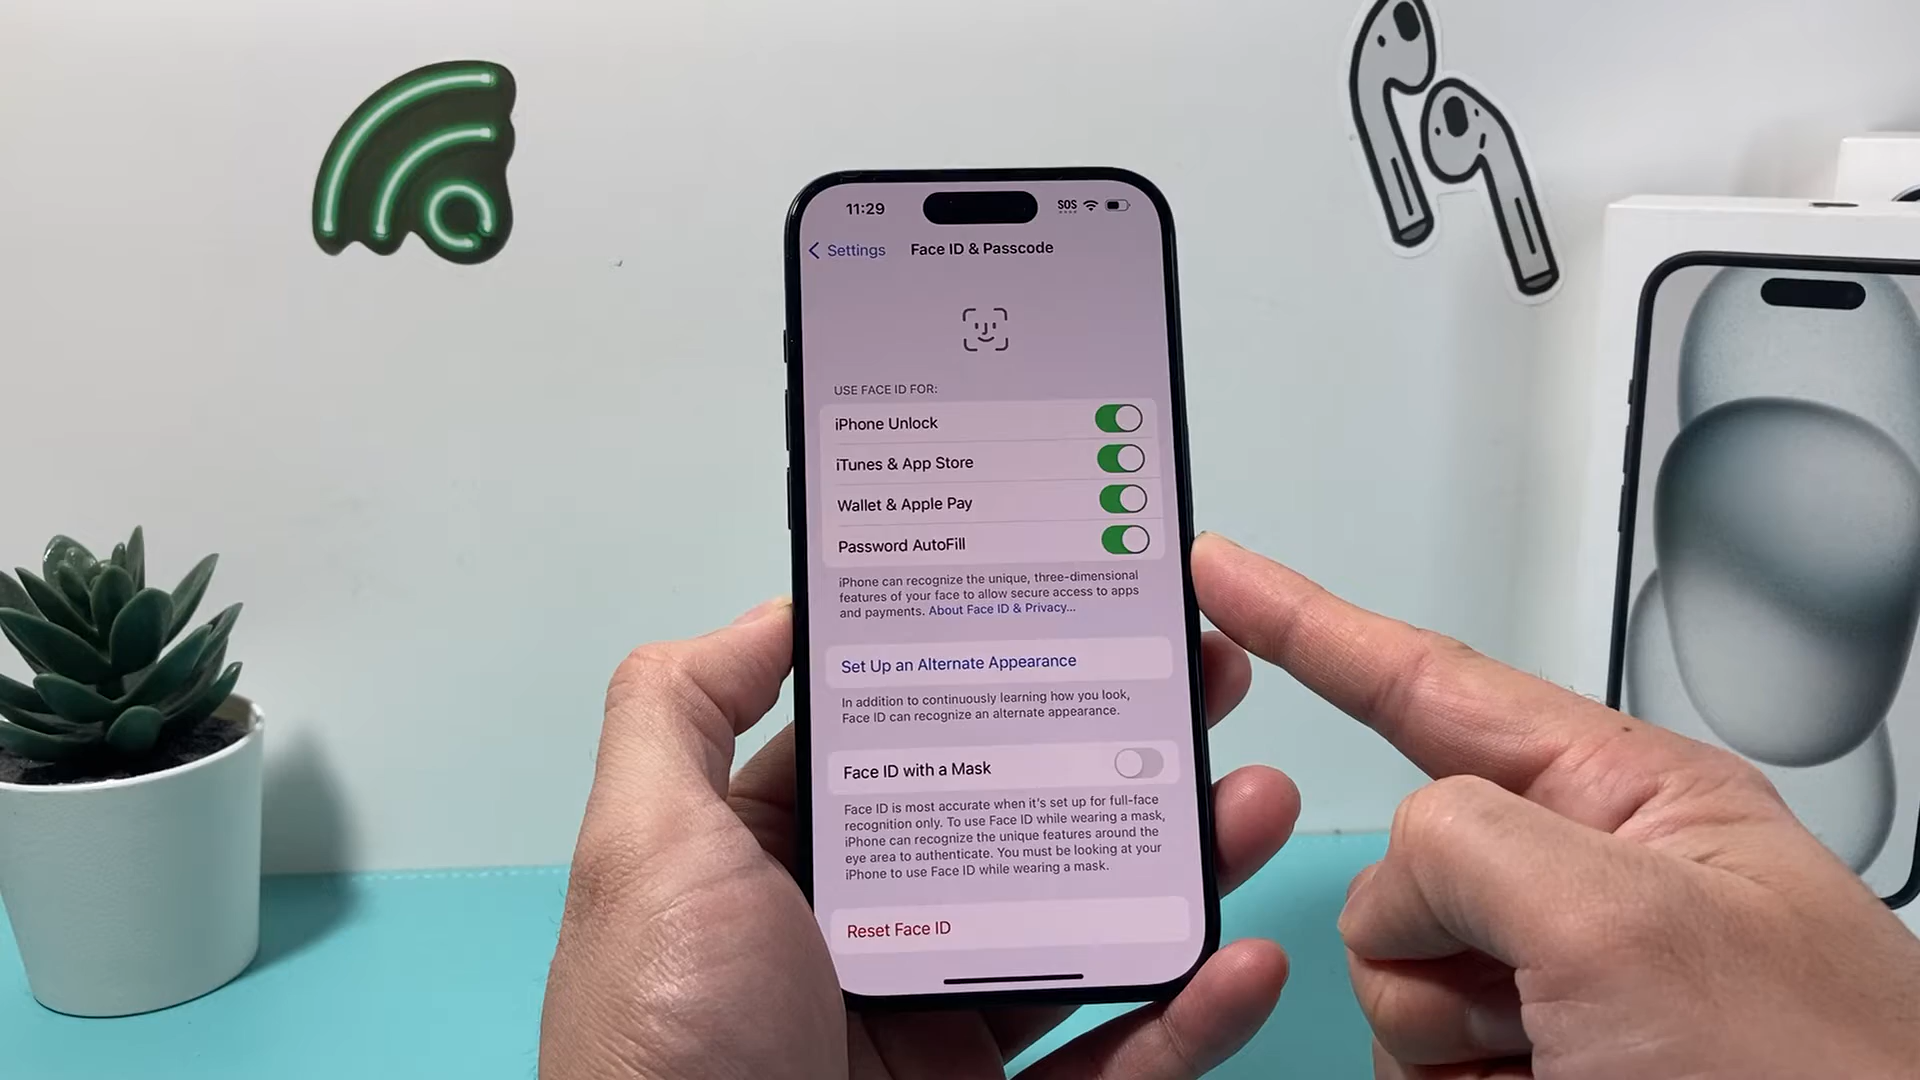 11:29
SOS
Settings
Face ID & Passcode
USE FACE ID FOR:
iPhone Unlock
iTunes & App Store
Wallet & Apple Pay
Password AutoFill
iPhone can recognize the unique, three-dimensional
features of your face to allow secure access to apps
and payments. About Face ID & Privacy...
Set Up an Alternate Appearance
In addition to continuously learning how you look,
Face ID can recognize an alternate appearance.
Face ID with a Mask
Face ID is most accurate when it's set up for full-face
recognition only. To use Face ID while wearing a mask,
iPhone can recognize the unique features around the
eye area to authenticate. You must be looking at your
iPhone to use Face ID while wearing a mask.
Reset Face ID